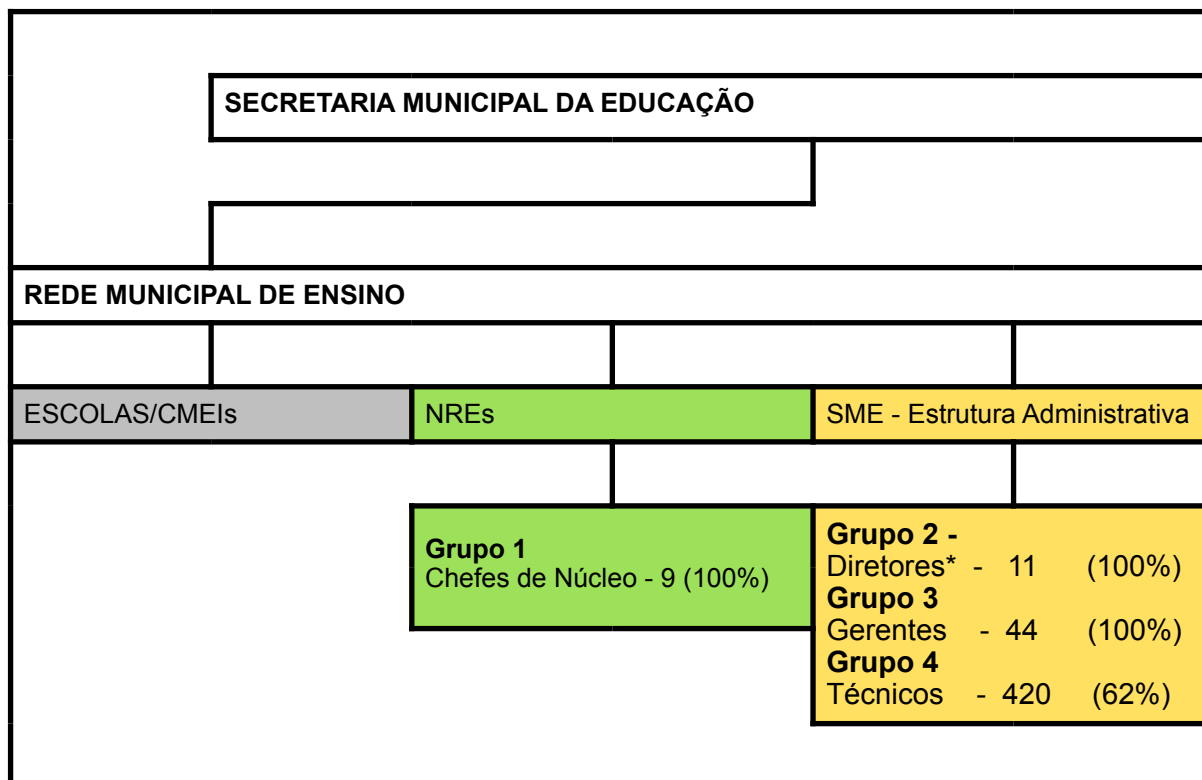 SECRETARIA MUNICIPAL DA EDUCAÇÃO
REDE MUNICIPAL DE ENSINO
ESCOLAS/CMEIs
NREs
SME - Estrutura Administrativa
Grupo 1
Chefes de Núcleo - 9 (100%)
Grupo 2 -
Diretores* - 11 (100%)
Grupo 3
Gerentes - 44 (100%)
Grupo 4
Técnicos - 420 (62%)